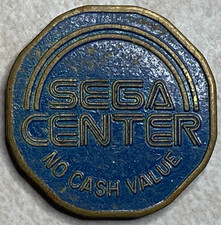 SEGA
CENTER
NO CASH VALUE